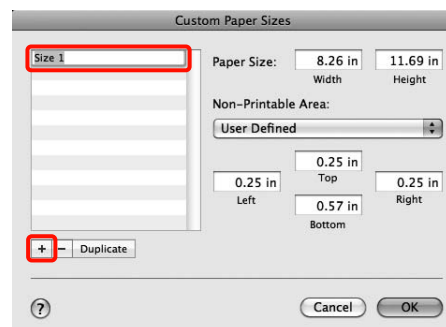 Custom Paper Sizes
Size 1
Paper Size:
8.26 in
11.69 in
Width
Height
Non-Printable Area:
User Defined
0.25 in
Top
0.25 in
0.25 in
Left
Right
0.57 in
Bottom
+ − Duplicate
?
Cancel
OK